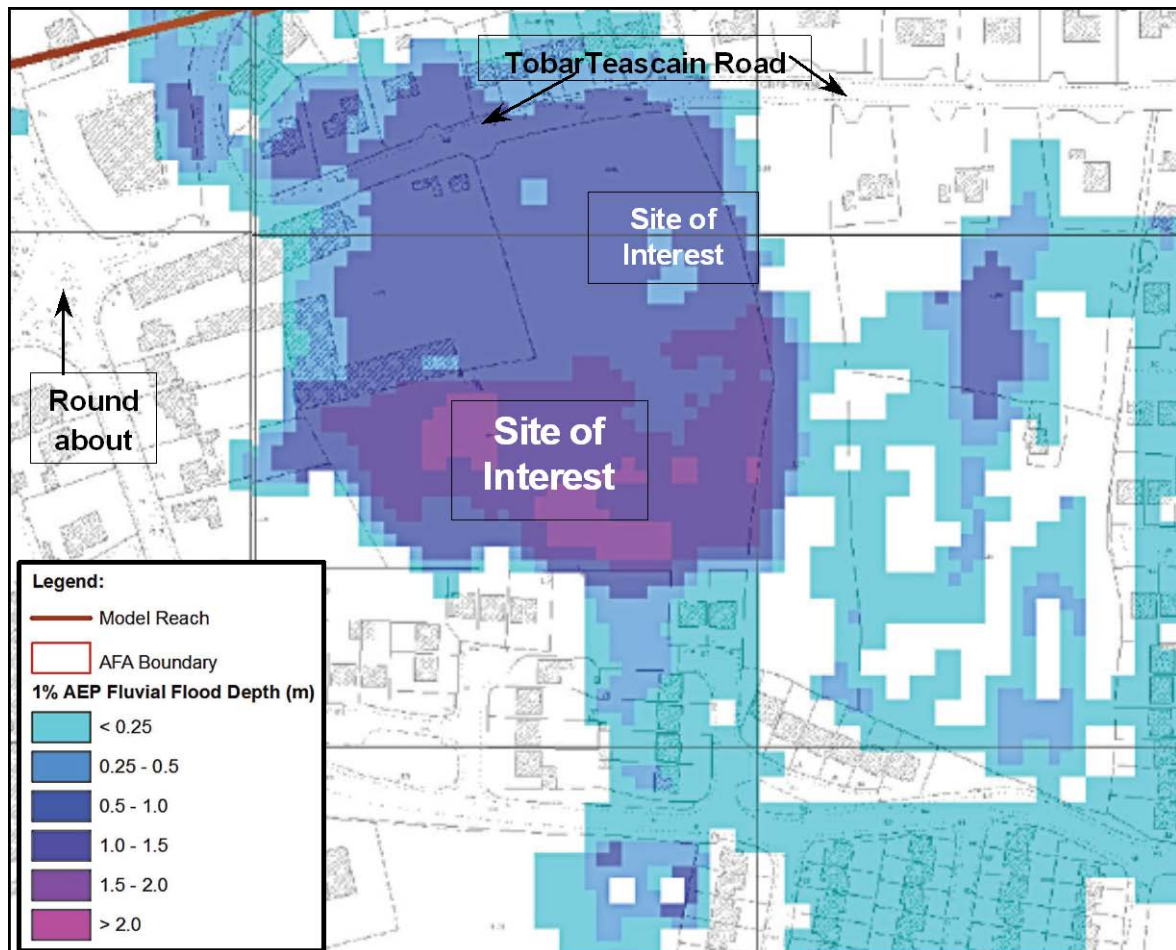 TobarTeascain Road
Site of
Interest
Round
about
Site of
Interest
Legend:
Model Reach
AFA Boundary
1% AEP Fluvial Flood Depth (m)
< 0.25
0.25 - 0.5
0.5 - 1.0
1.0 - 1.5
1.5 - 2.0
> 2.0